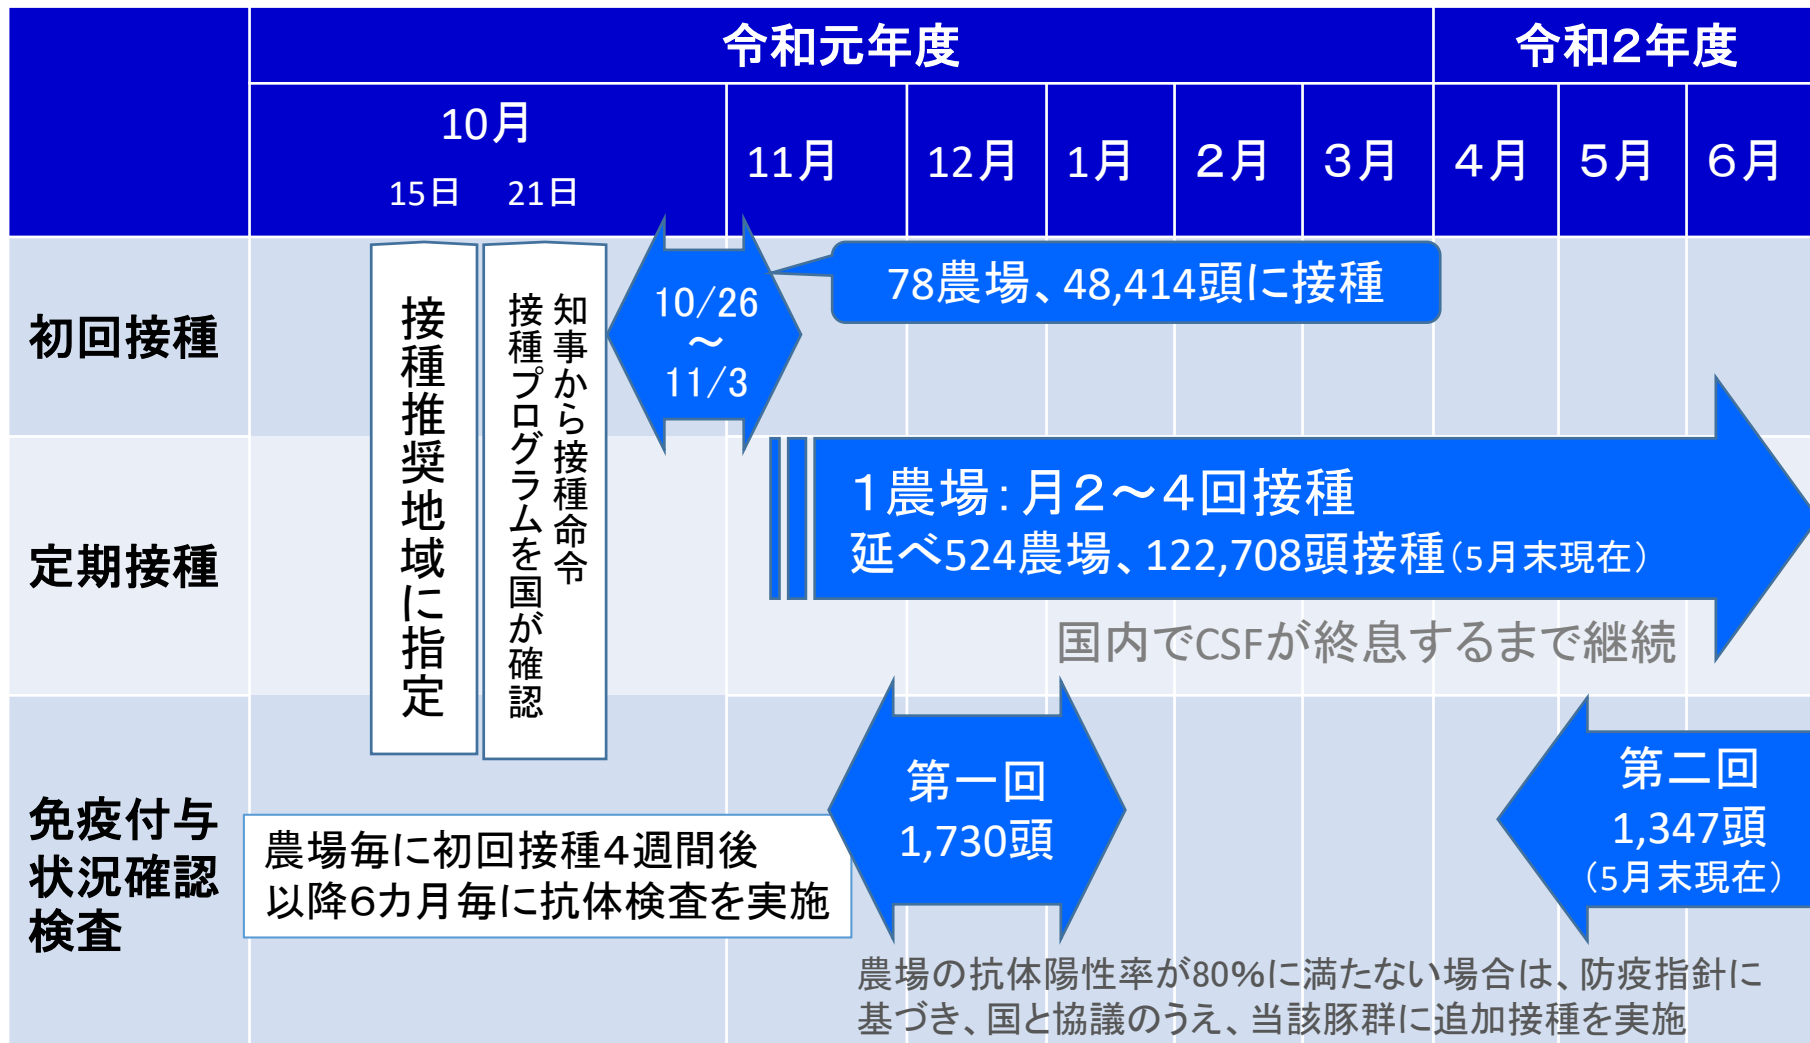 令和元年度
令和2年度
10月
15日
21日
11月
12月
1月
２月
３月
４月
５月
６月
初回接種
接種推奨地域に指定
知事から接種命令
接種プログラムを国が確認
10/26
～
11/3
78農場、48,414頭に接種
定期接種
１農場：月２～４回接種
延べ524農場、122,708頭接種（5月末現在）
国内でCSFが終息するまで継続
免疫付与
状況確認
検査
農場毎に初回接種４週間後
以降６カ月毎に抗体検査を実施
第一回
1,730頭
第二回
1,347頭
（5月末現在）
農場の抗体陽性率が80%に満たない場合は、防疫指針に
基づき、国と協議のうえ、当該豚群に追加接種を実施